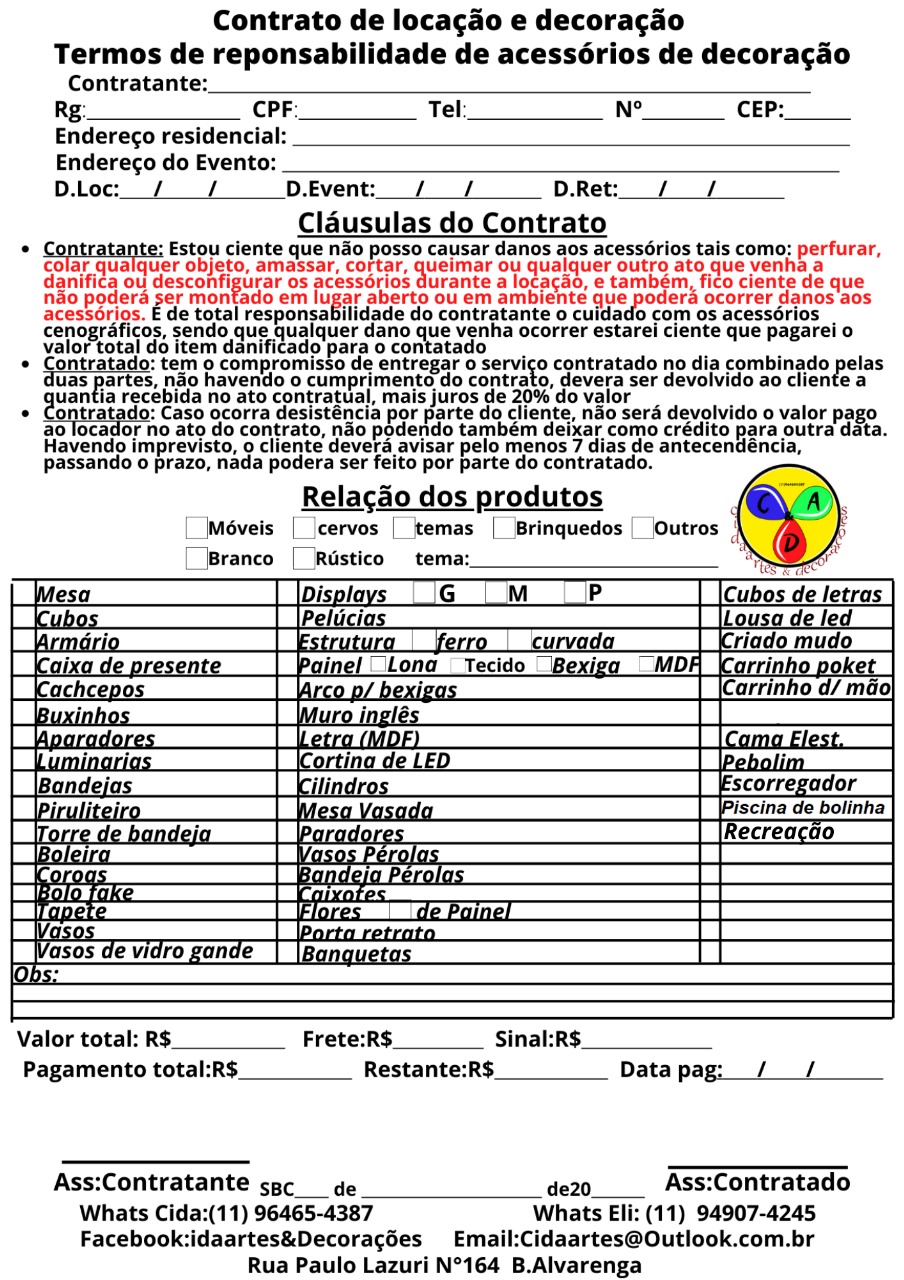 Contrato de locação e decoração
Termos de reponsabilidade de acessórios de decoração
Contratante:
Rg: CPF: Tel: Nº CEP:
Endereço residencial:
Endereço do Evento:
D.Loc: / / D.Event: / / D.Ret: / /
Cláusulas do Contrato
• Contratante: Estou ciente que não posso causar danos aos acessórios tais como: perfurar,
colar qualquer objeto, amassar, cortar, queimar ou qualquer outro ato que venha a
danifica ou desconfigurar os acessórios durante a locação, e também, fico ciente de que
não poderá ser montado em lugar aberto ou em ambiente que poderá ocorrer danos aos
acessórios. É de total responsabilidade do contratante o cuidado com os acessórios
cenográficos, sendo que qualquer dano que venha ocorrer estarei ciente que pagarei o
valor total do item danificado para o contatado
• Contratado: tem o compromisso de entregar o serviço contratado no dia combinado pelas
duas partes, não havendo o cumprimento do contrato, devera ser devolvido ao cliente a
quantia recebida no ato contratual, mais juros de 20% do valor
• Contratado: Caso ocorra desistência por parte do cliente, não será devolvido o valor pago
ao locador no ato do contrato, não podendo também deixar como crédito para outra data.
Havendo imprevisto, o cliente deverá avisar pelo menos 7 dias de antecendência,
passando o prazo, nada podera ser feito por parte do contratado.
Relação dos produtos
C & A D
cidaartes & decorações
Móveis cervos temas Brinquedos Outros
Branco Rústico tema:
Mesa Displays G M P Cubos de letras
Cubos Pelúcias Lousa de led
Armário Estrutura ferro curvada Criado mudo
Caixa de presente Painel Lona Tecido Bexiga MDF Carrinho poket
Cachcepos Arco p/ bexigas Carrinho d/ mão
Buxinhos Muro inglês
Aparadores Letra (MDF) Cama Elest.
Luminarias Cortina de LED Pebolim
Bandejas Cilindros Escorregador
Piruliteiro Mesa Vasada Piscina de bolinha
Torre de bandeja Paradores Recreação
Boleira Vasos Pérolas
Coroas Bandeja Pérolas
Bolo fake Caixotes
Tapete Flores de Painel
Vasos Porta retrato
Vasos de vidro gande Banquetas
Obs:
Valor total: R$ Frete:R$ Sinal:R$
Pagamento total:R$ Restante:R$ Data pag: / /
Ass:Contratante SBC de de20 Ass:Contratado
Whats Cida:(11) 96465-4387 Whats Eli: (11) 94907-4245
Facebook:idaartes&Decorações Email:Cidaartes@Outlook.com.br
Rua Paulo Lazuri N°164 B.Alvarenga